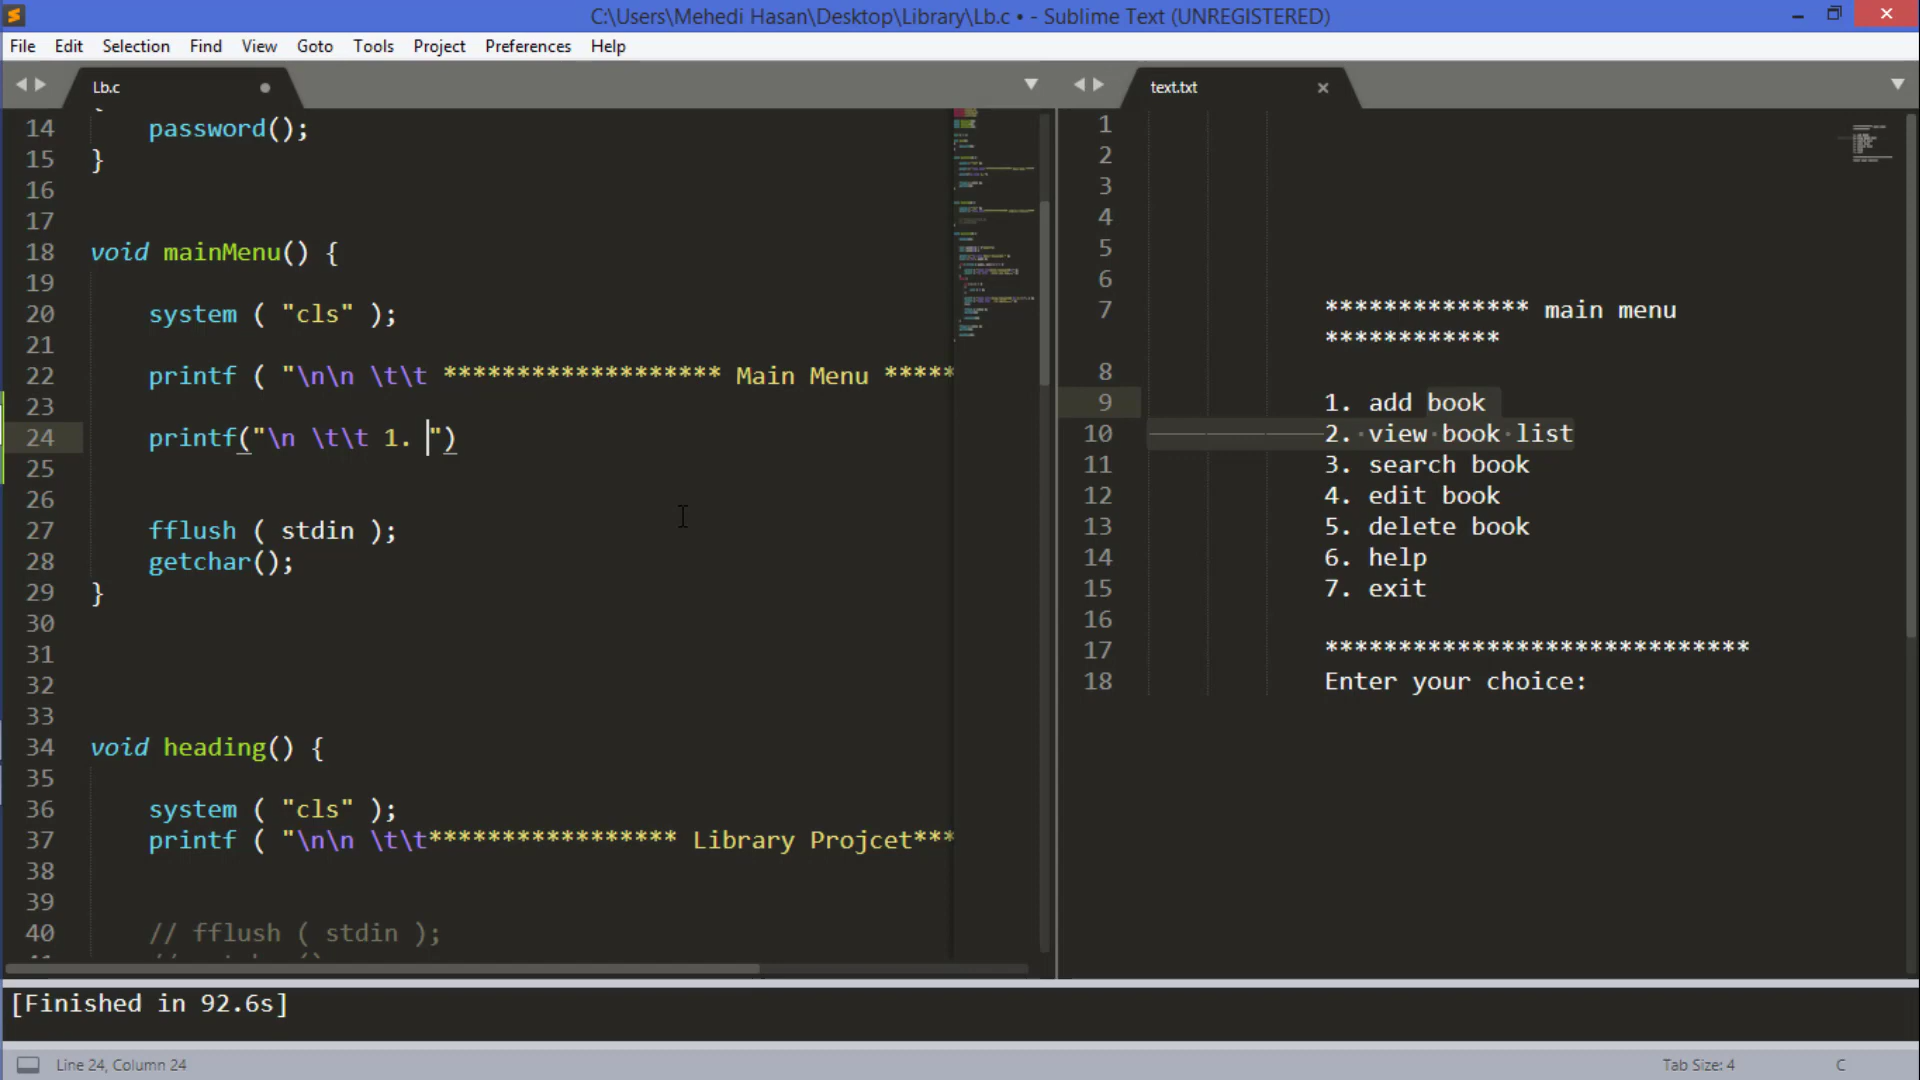 C:\Users\Mehedi Hasan\Desktop\Library\Lb.c • - Sublime Text (UNREGISTERED)
File Edit Selection Find View Goto Tools Project Preferences Help
Lb.c
14 password();
15 }
16
17
18 void mainMenu() {
19
20 system ( "cls" );
21
22 printf ( "\n\n \t\t ******************* Main Menu *****
23
24 printf("\n \t\t 1. ")
25
26
27 fflush ( stdin );
28 getchar();
29 }
30
31
32
33
34 void heading() {
35
36 system ( "cls" );
37 printf ( "\n\n \t\t***************** Library Projcet***
38
39
40 // fflush ( stdin );
text.txt
1
2
3
4
5
6
7 ************** main menu
************
8
9 1. add book
10 2. view book list
11 3. search book
12 4. edit book
13 5. delete book
14 6. help
15 7. exit
16
17 *****************************
18 Enter your choice:
[Finished in 92.6s]
Line 24, Column 24
Tab Size: 4
C